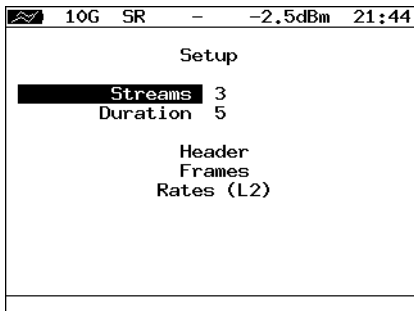 10G SR - -2.5dBm 21:44
Setup
Streams 3
Duration 5
Header
Frames
Rates (L2)